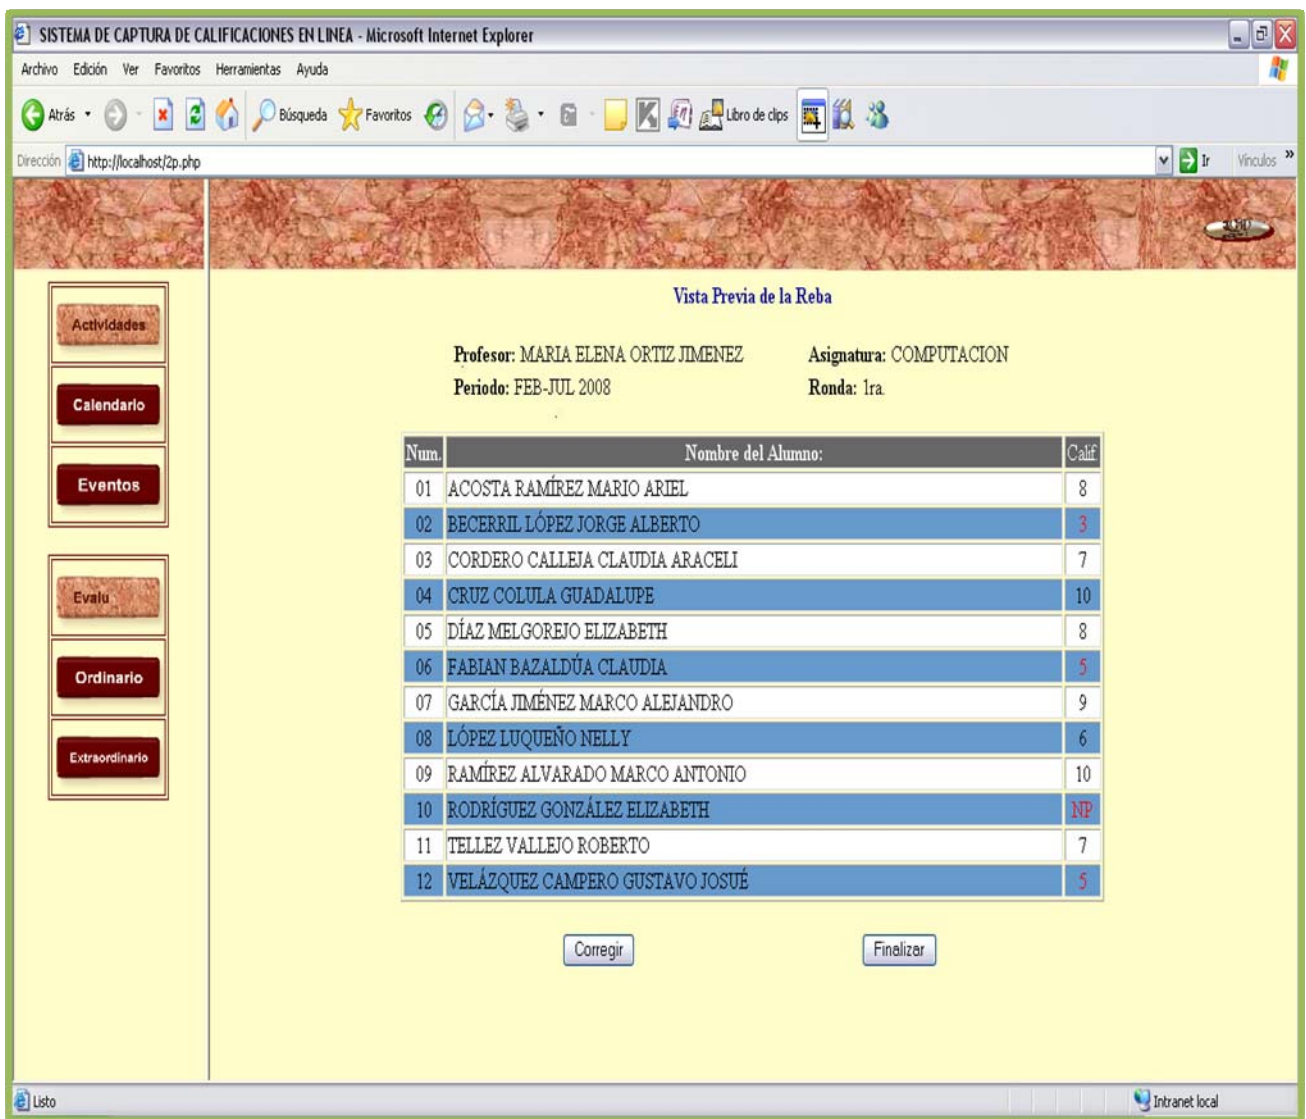 SISTEMA DE CAPTURA DE CALIFICACIONES EN LINEA - Microsoft Internet Explorer
Archivo Edición Ver Favoritos Herramientas Ayuda
Atrás Búsqueda Favoritos Libro de clips
Dirección http://localhost/2p.php Ir Vínculos »
Vista Previa de la Reba
Actividades
Calendario
Eventos
Evalu
Ordinario
Extraordinario
Profesor: MARIA ELENA ORTIZ JIMENEZ Asignatura: COMPUTACION
Periodo: FEB-JUL 2008 Ronda: 1ra.
Num. Nombre del Alumno: Calif.
01 ACOSTA RAMÍREZ MARIO ARIEL 8
02 BECERRIL LÓPEZ JORGE ALBERTO 3
03 CORDERO CALLEJA CLAUDIA ARACELI 7
04 CRUZ COLULA GUADALUPE 10
05 DÍAZ MELGOREJO ELIZABETH 8
06 FABIAN BAZALDÚA CLAUDIA 5
07 GARCÍA JIMÉNEZ MARCO ALEJANDRO 9
08 LÓPEZ LUQUEÑO NELLY 6
09 RAMÍREZ ALVARADO MARCO ANTONIO 10
10 RODRÍGUEZ GONZÁLEZ ELIZABETH NP
11 TELLEZ VALLEJO ROBERTO 7
12 VELÁZQUEZ CAMPERO GUSTAVO JOSUÉ 5
Corregir Finalizar
Listo Intranet local